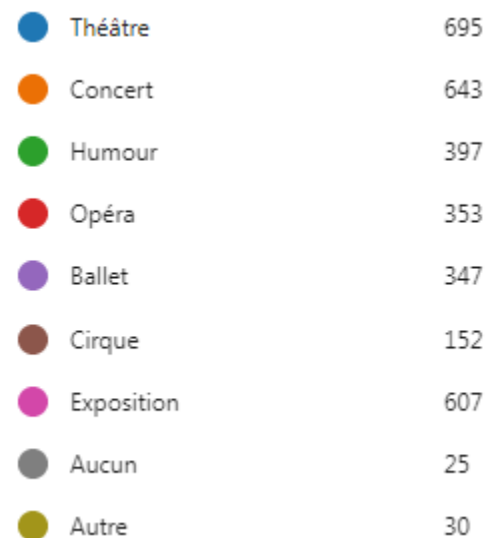 Théâtre 695
Concert 643
Humour 397
Opéra 353
Ballet 347
Cirque 152
Exposition 607
Aucun 25
Autre 30